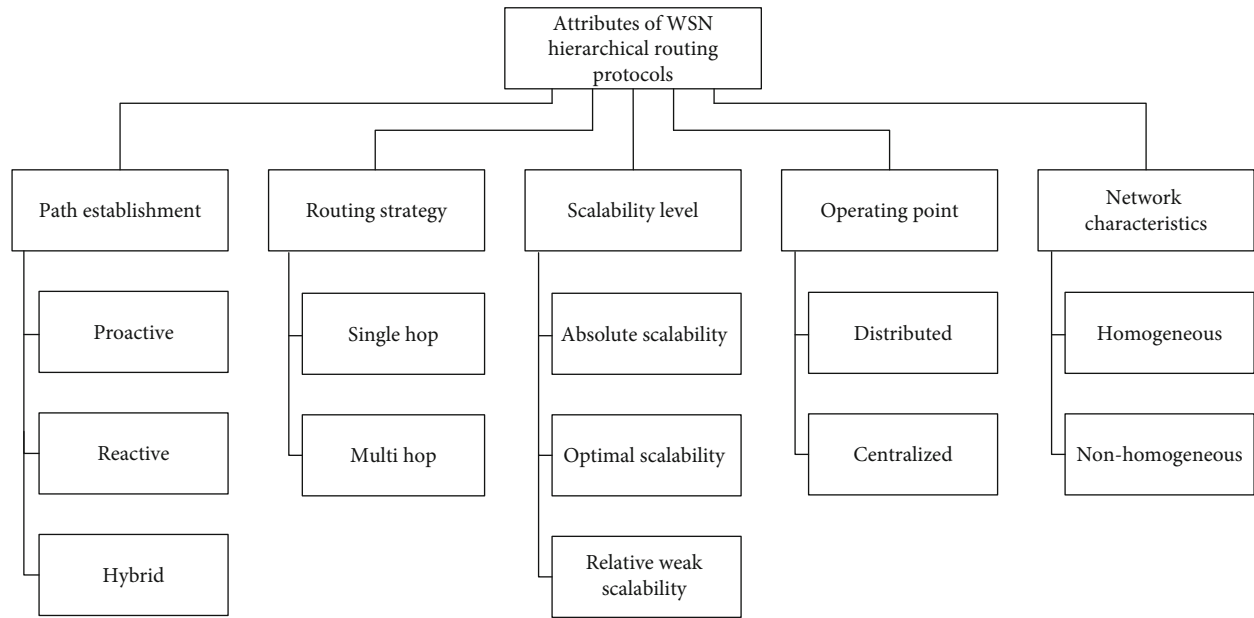 Attributes of WSN
hierarchical routing
protocols
Path establishment
Routing strategy
Scalability level
Operating point
Network
characteristics
Proactive
Single hop
Absolute scalability
Distributed
Homogeneous
Reactive
Multi hop
Optimal scalability
Centralized
Non-homogeneous
Hybrid
Relative weak
scalability